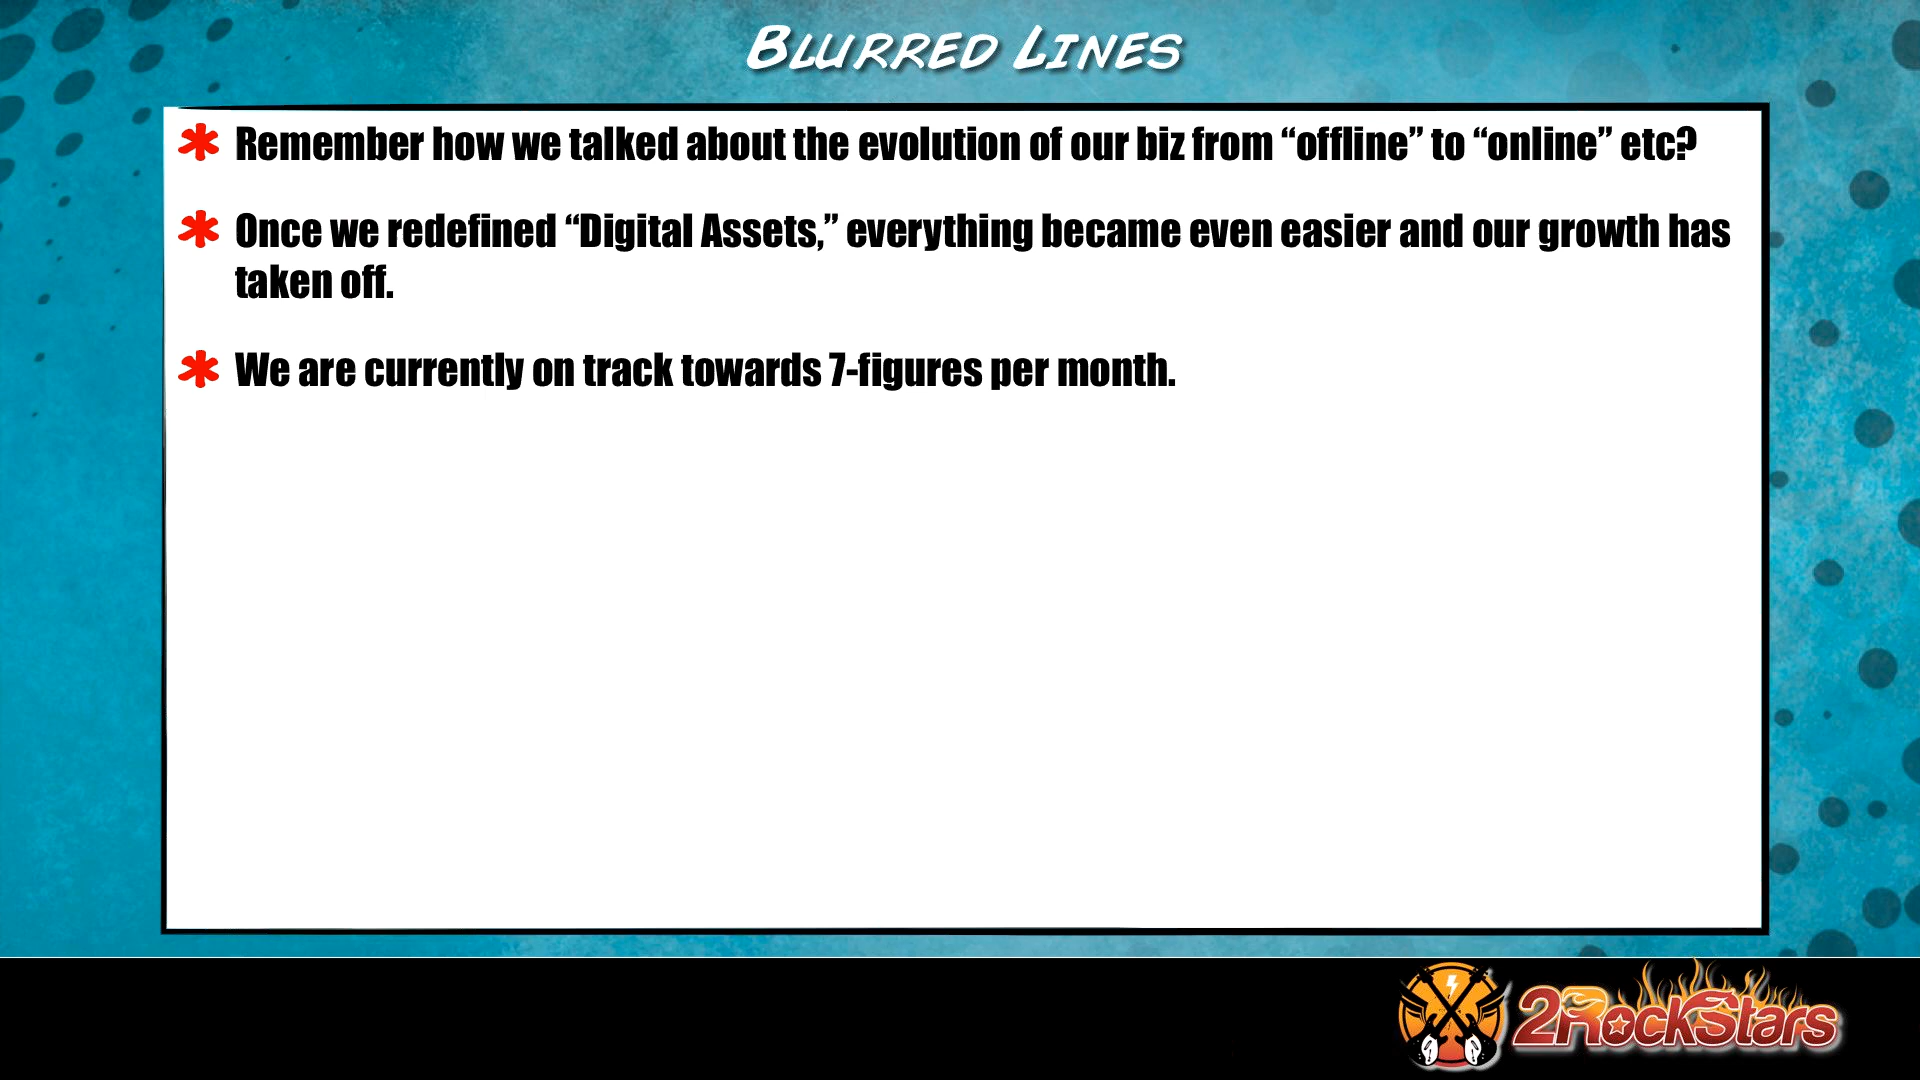 Blurred Lines
* Remember how we talked about the evolution of our biz from “offline” to “online” etc?
* Once we redefined “Digital Assets,” everything became even easier and our growth has
taken off.
* We are currently on track towards 7-figures per month.
2RockStars